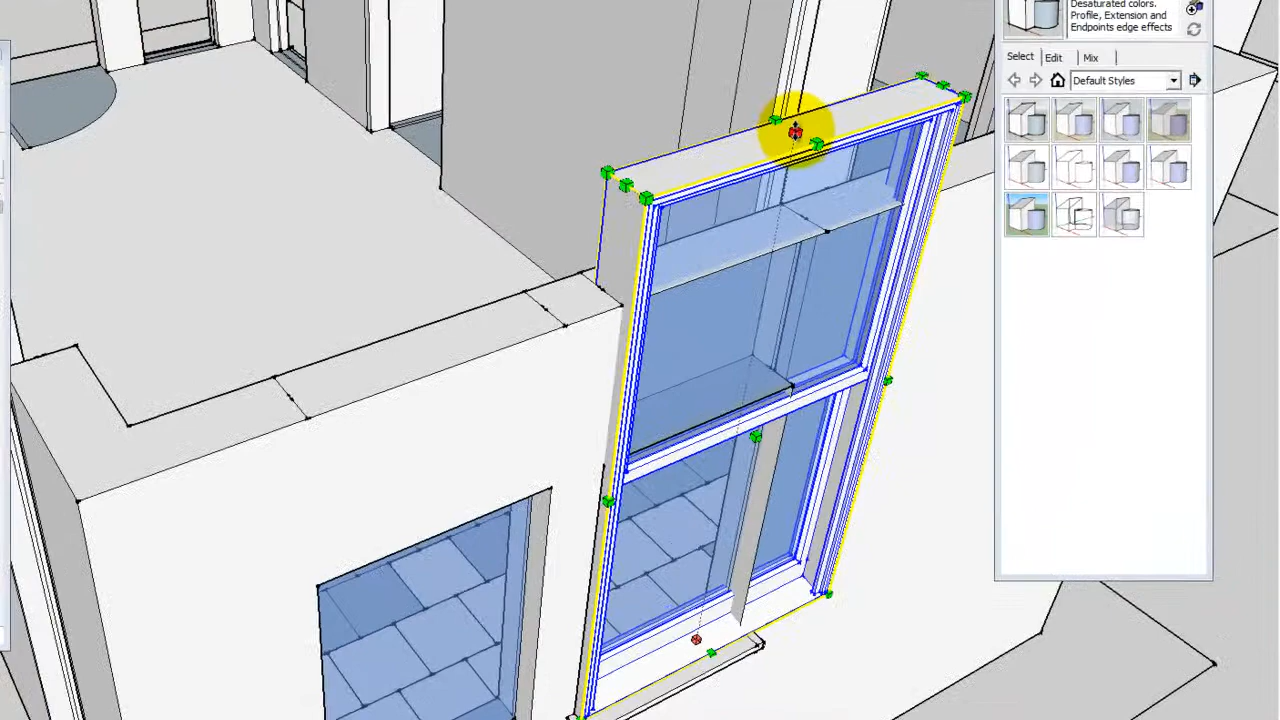 Desaturated colors.
Profile, Extension and
Endpoints edge effects
Select
Edit
Mix
Default Styles